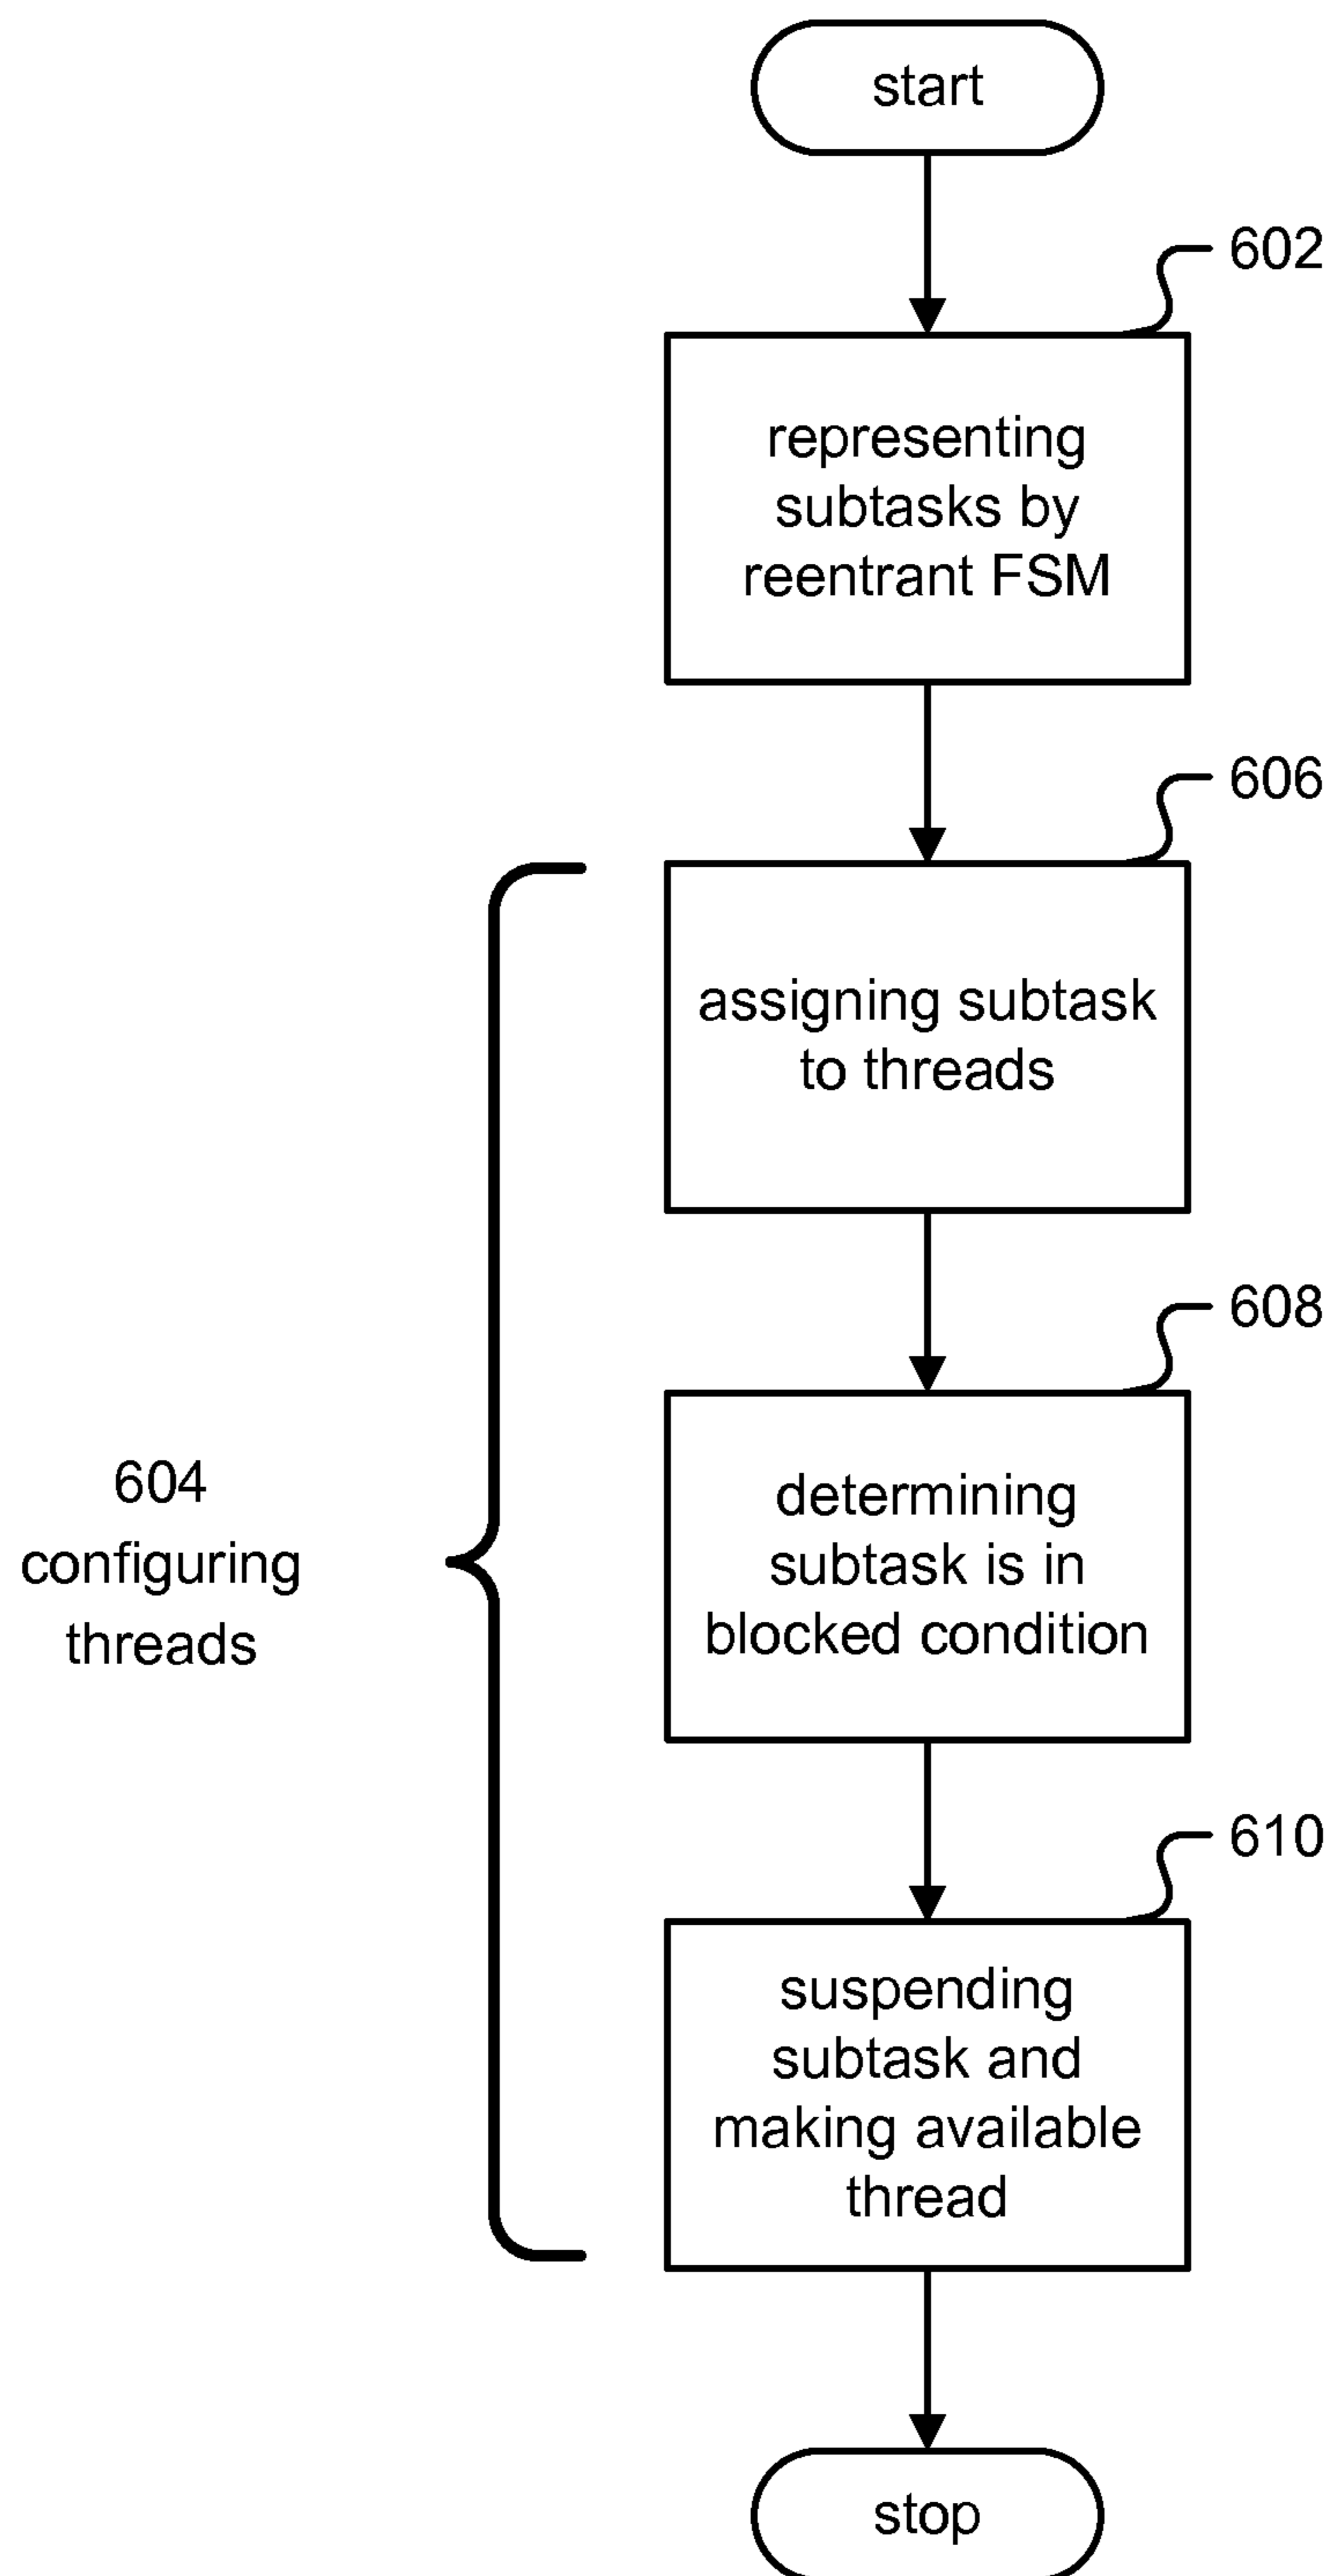 start
602
representing
subtasks by
reentrant FSM
606
assigning subtask
to threads
608
determining
subtask is in
blocked condition
604
configuring
threads
610
suspending
subtask and
making available
thread
stop